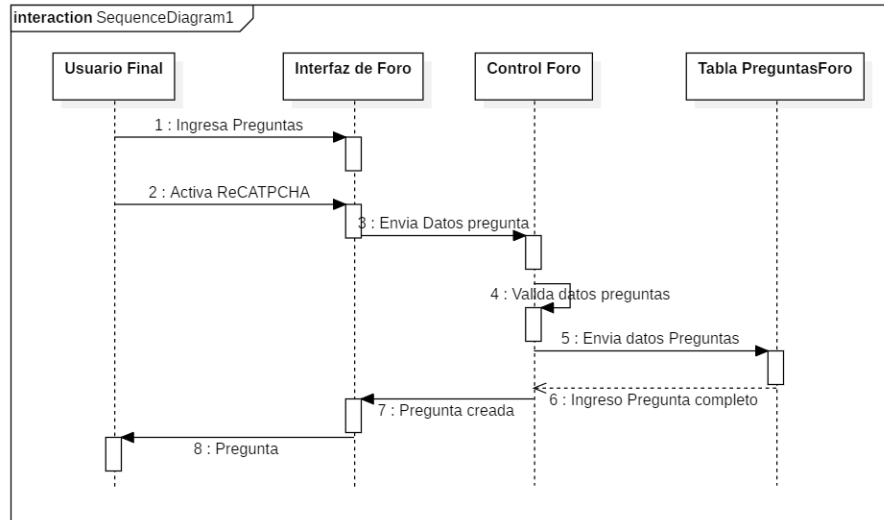 interaction SequenceDiagram1
Usuario Final
Interfaz de Foro
Control Foro
Tabla PreguntasForo
1 : Ingresa Preguntas
2 : Activa ReCATPCHA
3 : Envia Datos pregunta
4 : Valida datos preguntas
5 : Envia datos Preguntas
6 : Ingreso Pregunta completo
7 : Pregunta creada
8 : Pregunta